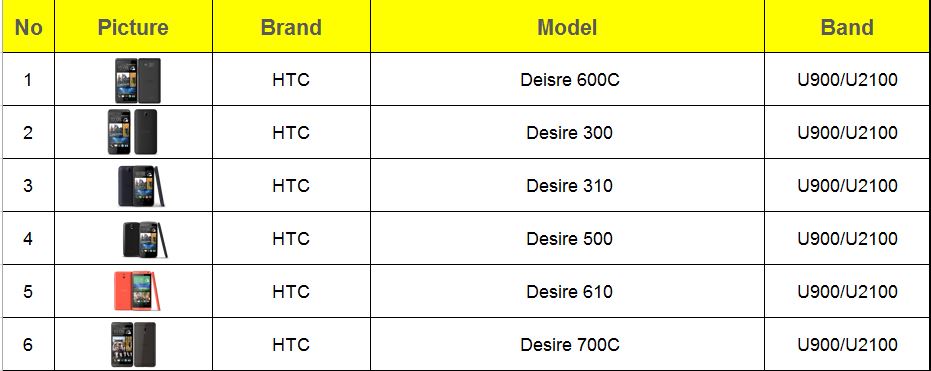 No Picture Brand Model Band
1 HTC Deisre 600C U900/U2100
2 HTC Desire 300 U900/U2100
3 HTC Desire 310 U900/U2100
4 HTC Desire 500 U900/U2100
5 HTC Desire 610 U900/U2100
6 HTC Desire 700C U900/U2100